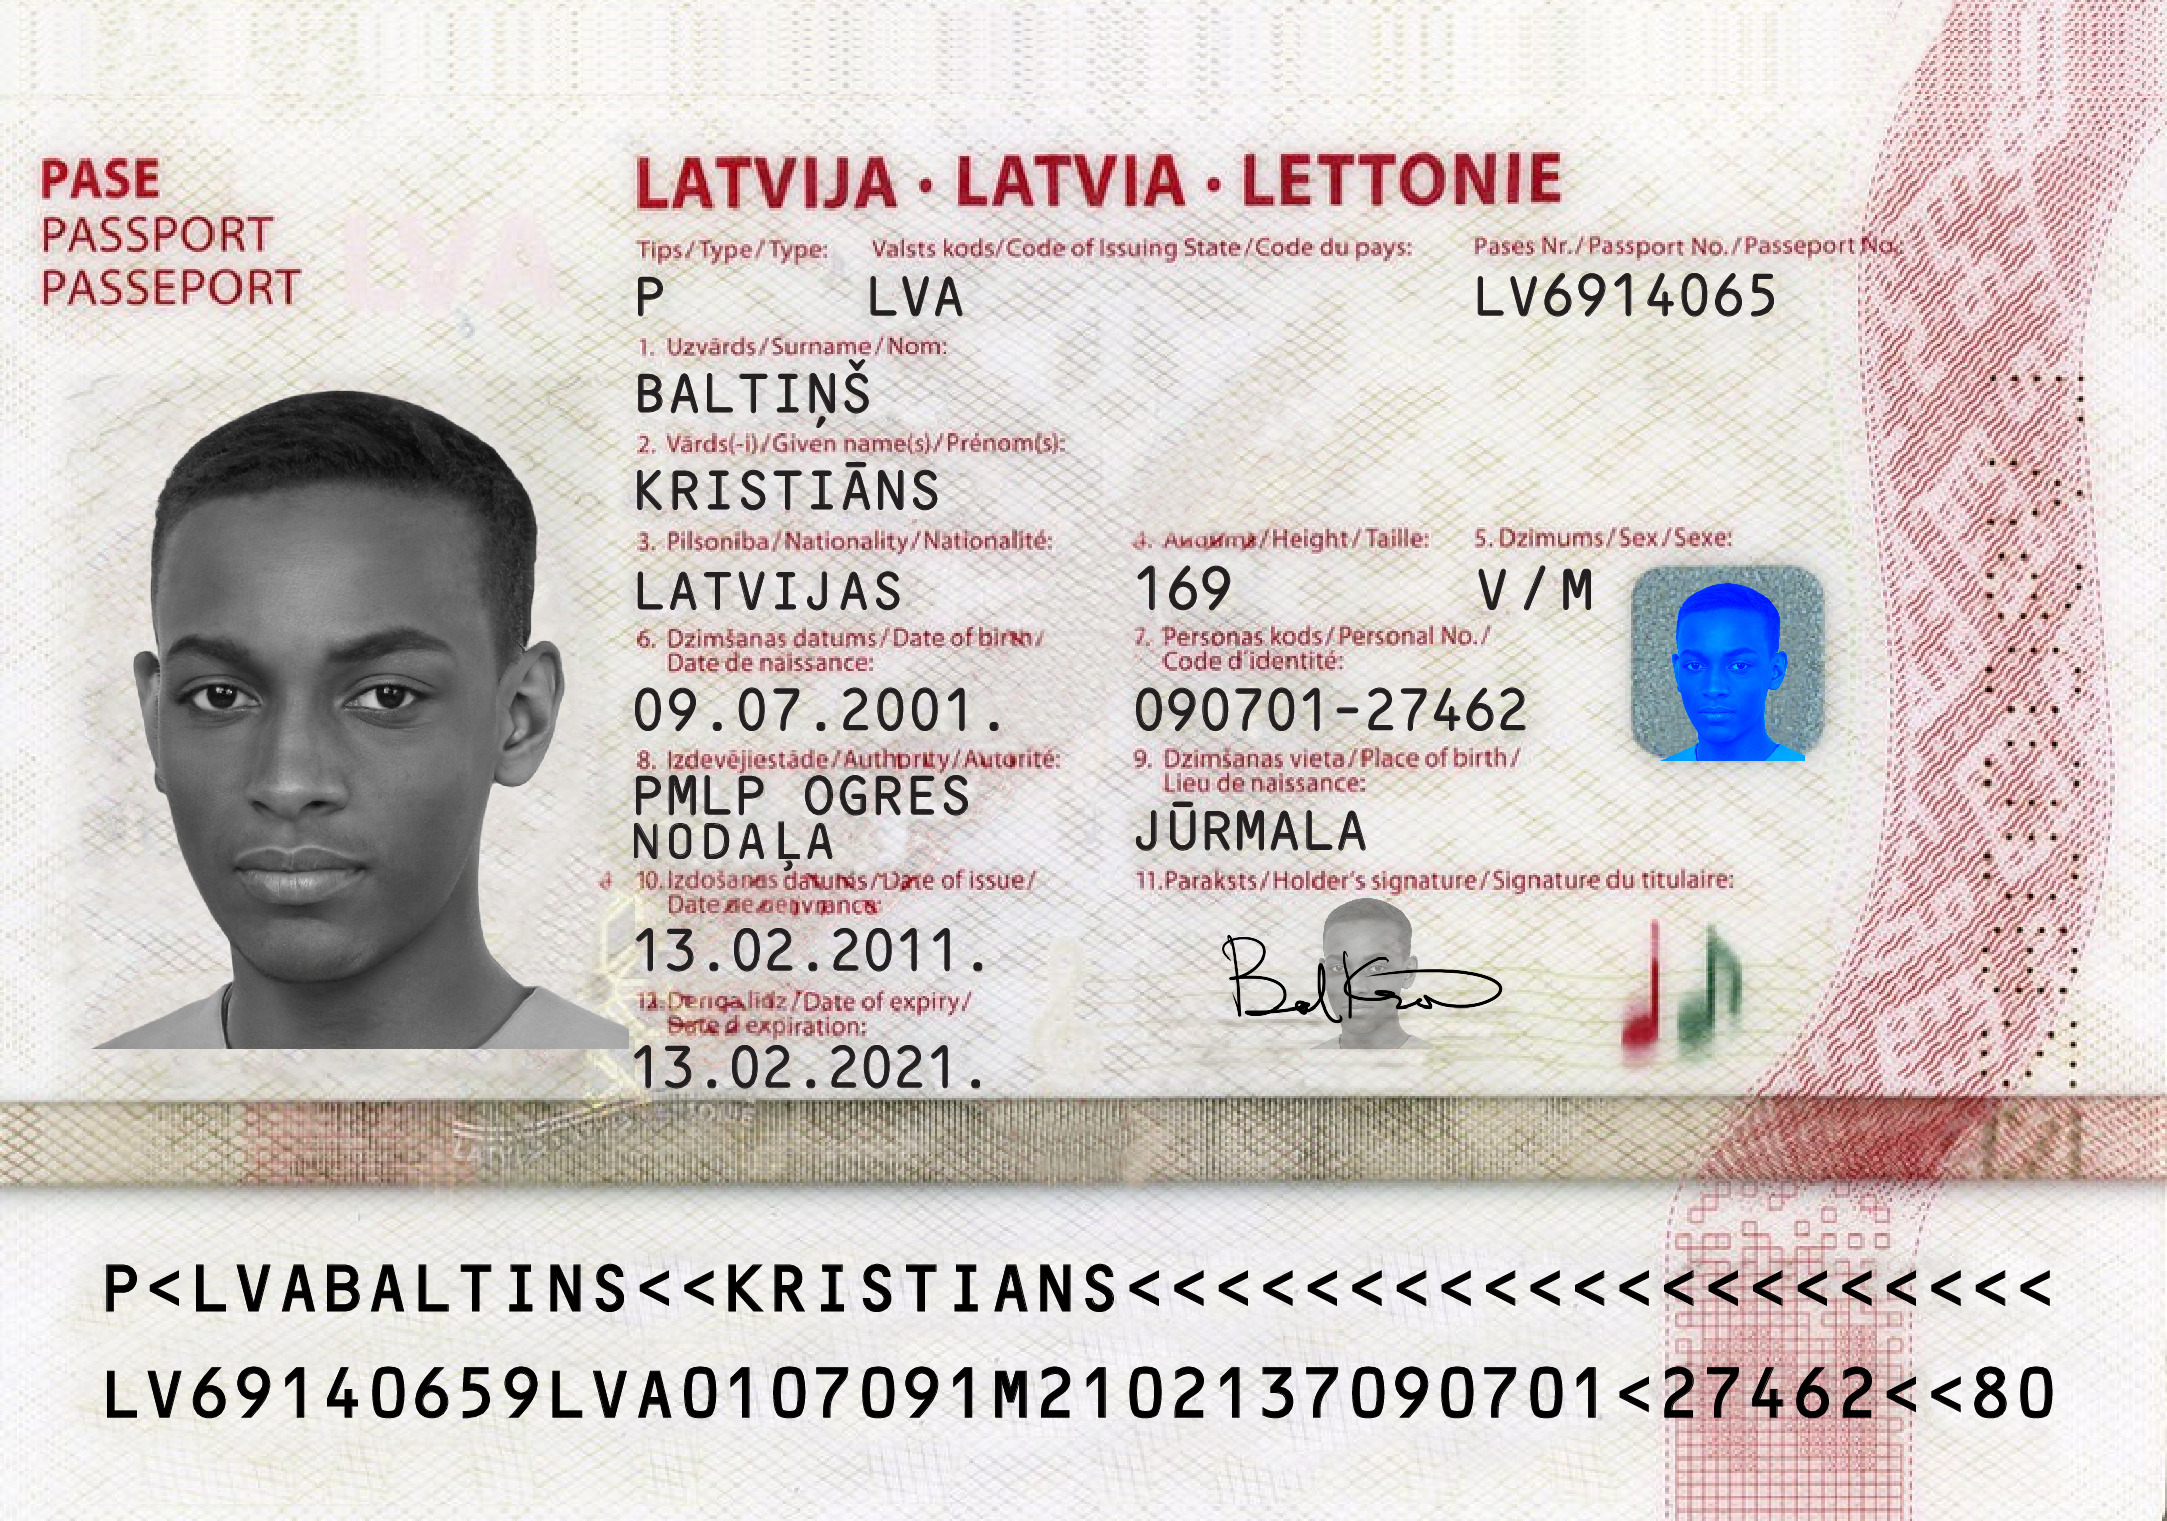 PASE
PASSPORT
PASSEPORT
LVA
LATVIJA · LATVIA · LETTONIE
Tips/Type/Type: Valsts kods/Code of Issuing State/Code du pays: Pases Nr./Passport No./Passeport No.:
P LVA LV6914065
1. Uzvārds/Surname/Nom:
BALTIŅŠ
2. Vārds(-i)/Given name(s)/Prénom(s):
KRISTIĀNS
3. Pilsonība/Nationality/Nationalité: 4. Augums/Height/Taille: 5. Dzimums/Sex/Sexe:
LATVIJAS 169 V/M
6. Dzimšanas datums/Date of birth/ 7. Personas kods/Personal No./
Date de naissance: Code d'identité:
09.07.2001. 090701-27462
8. Izdevējiestāde/Authority/Autorité: 9. Dzimšanas vieta/Place of birth/
Lieu de naissance:
PMLP OGRES
NODAĻA JŪRMALA
10. Izdošanas datums/Date of issue/ 11. Paraksts/Holder's signature/Signature du titulaire:
Date de délivrance:
13.02.2011.
12. Derīga līdz/Date of expiry/
Date d'expiration:
13.02.2021.
P<LVABALTINS<<KRISTIANS<<<<<<<<<<<<<<<<<<<<<
LV69140659LVA0107091M2102137090701<27462<<80